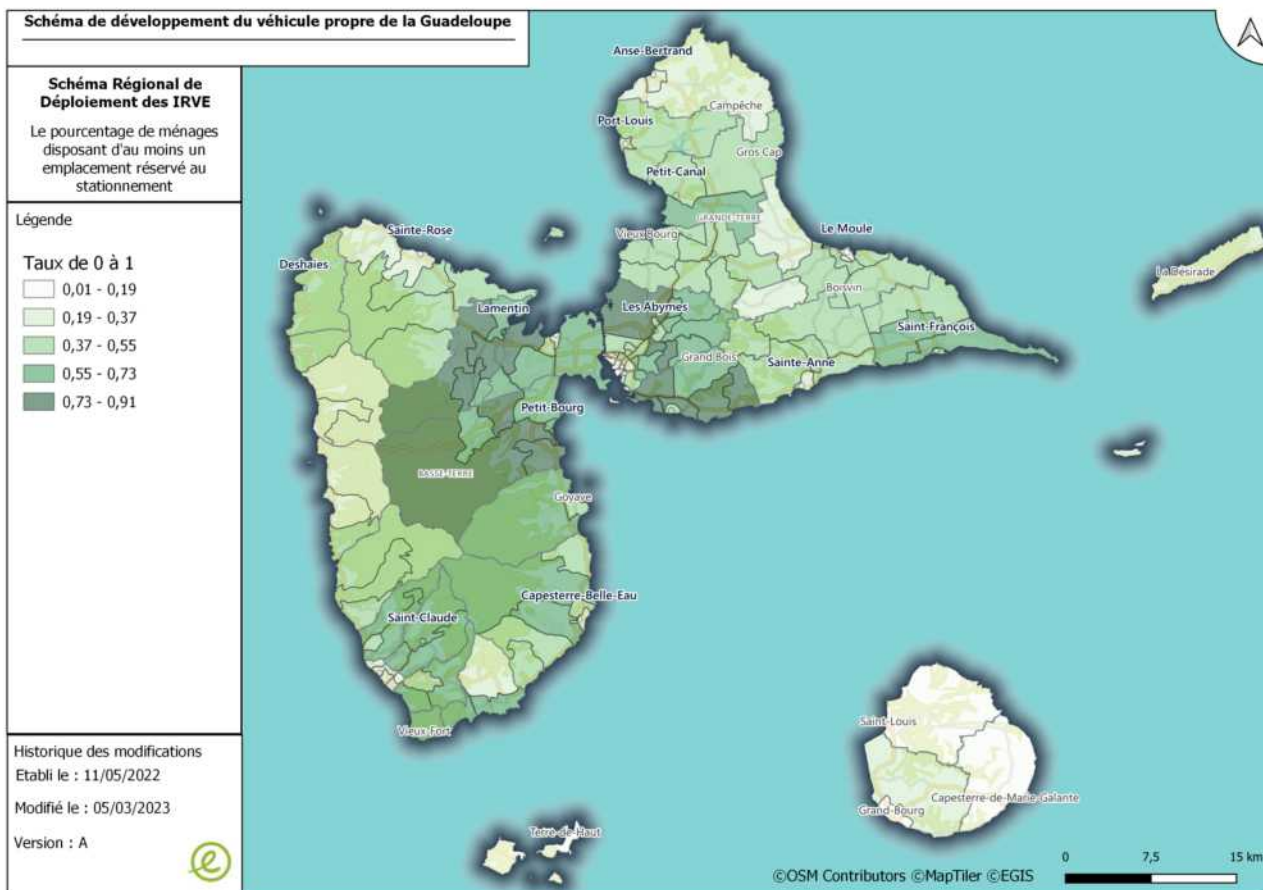 Schéma de développement du véhicule propre de la Guadeloupe
Schéma Régional de
Déploiement des IRVE
Le pourcentage de ménages
disposant d'au moins un
emplacement réservé au
stationnement
Légende
Taux de 0 à 1
0,01 - 0,19
0,19 - 0,37
0,37 - 0,55
0,55 - 0,73
0,73 - 0,91
Historique des modifications
Etabli le : 11/05/2022
Modifié le : 05/03/2023
Version : A
Anse-Bertrand
Campêche
Port-Louis
Gros Cap
Petit-Canal
GRANDE-TERRE
Sainte-Rose
Vieux Bourg
Le Moule
Deshaies
La Désirade
Boisvin
Lamentin
Les Abymes
Saint-François
Grand Bois
Sainte-Anne
Petit-Bourg
BASSE-TERRE
Goyave
Capesterre-Belle-Eau
Saint-Claude
Vieux-Fort
Saint-Louis
Capesterre-de-Marie-Galante
Grand-Bourg
Terre-de-Haut
0 7,5 15 km
©OSM Contributors ©MapTiler ©EGIS